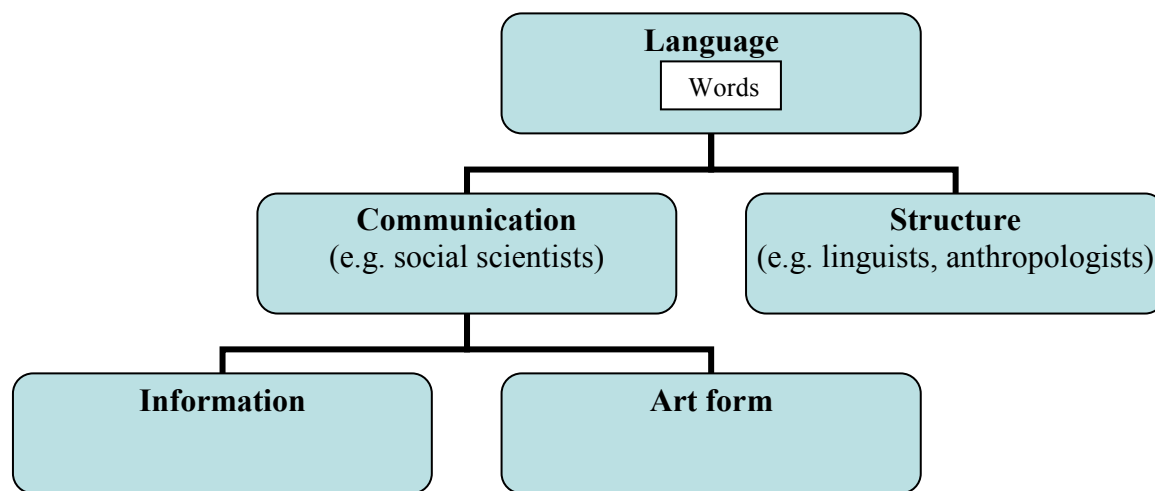 Language
Words
Communication
(e.g. social scientists)
Structure
(e.g. linguists, anthropologists)
Information
Art form